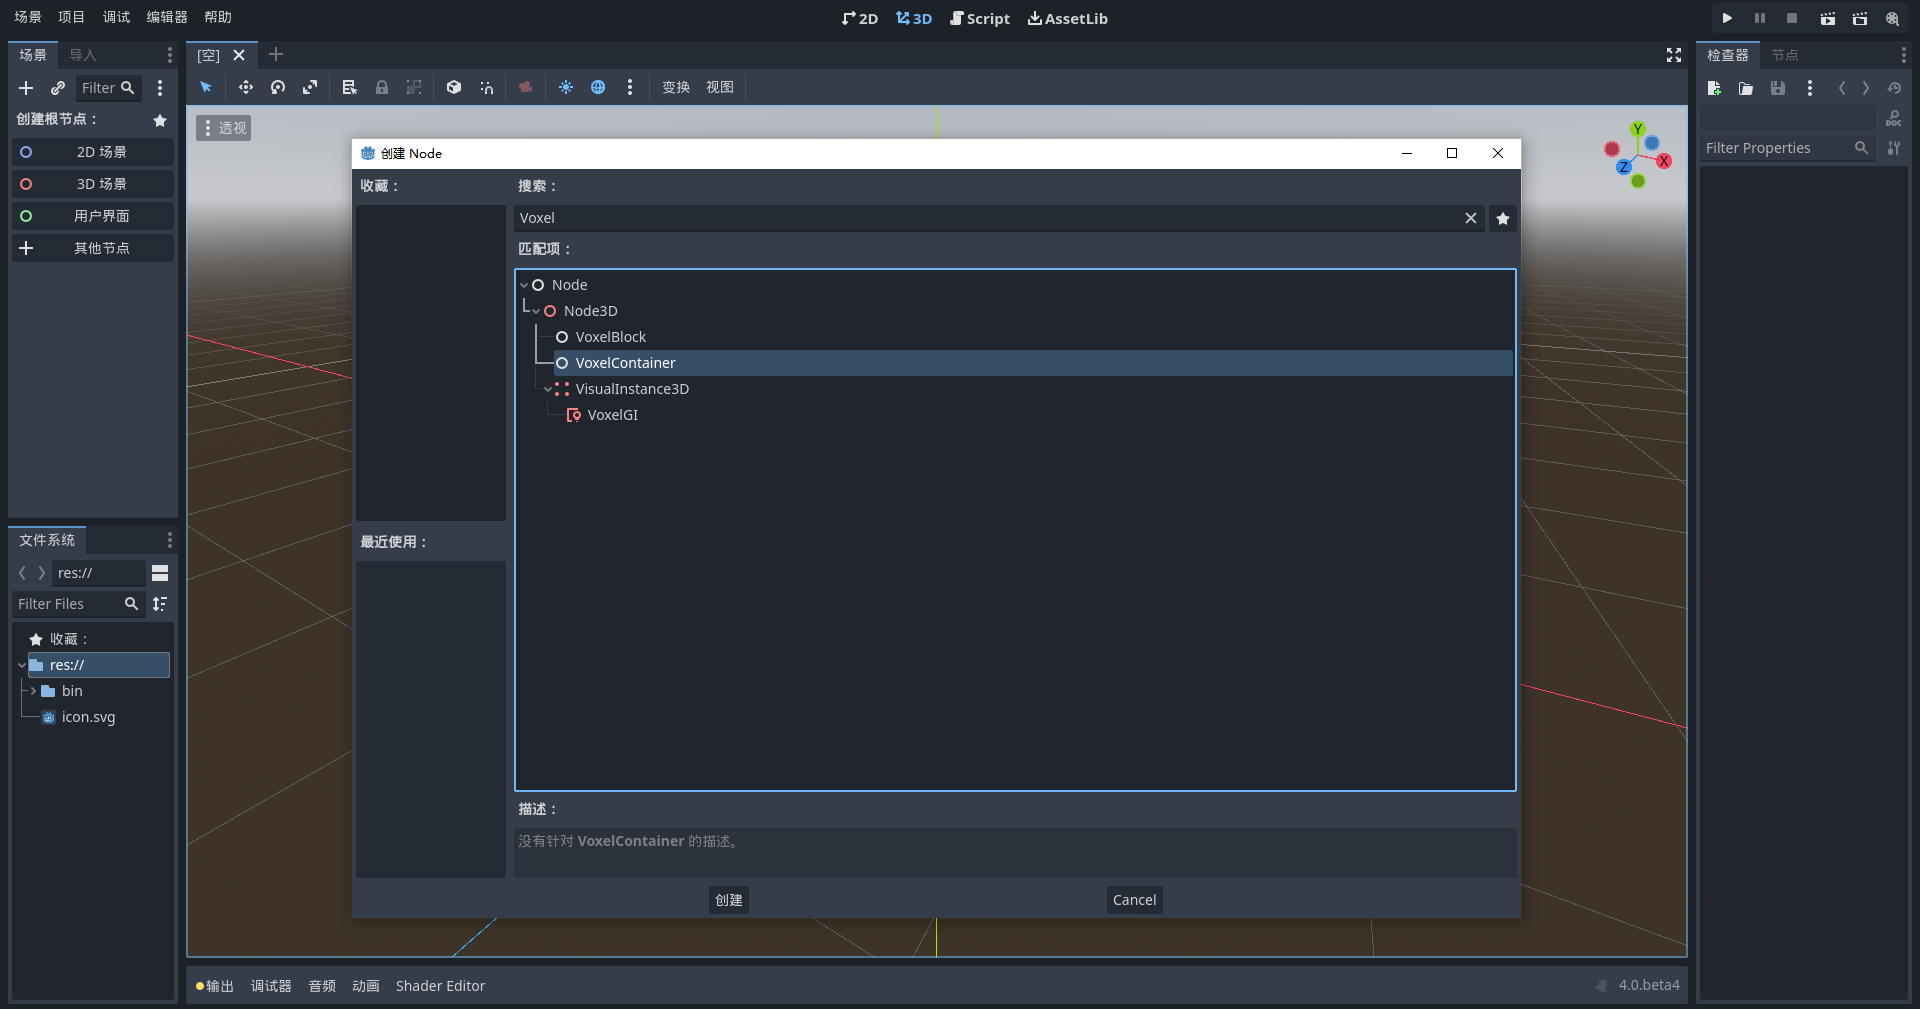 场景 项目 调试 编辑器 帮助
2D 3D Script AssetLib
场景 导入
[空]
检查器 节点
Filter
变换 视图
创建根节点：
透视
2D 场景
3D 场景
用户界面
其他节点
Y
X
Z
DOC
Filter Properties
创建 Node
收藏：
搜索：
Voxel
匹配项：
Node
Node3D
VoxelBlock
VoxelContainer
VisualInstance3D
VoxelGI
最近使用：
描述：
没有针对 VoxelContainer 的描述。
创建
Cancel
文件系统
res://
Filter Files
收藏：
res://
bin
icon.svg
输出 调试器 音频 动画 Shader Editor
4.0.beta4